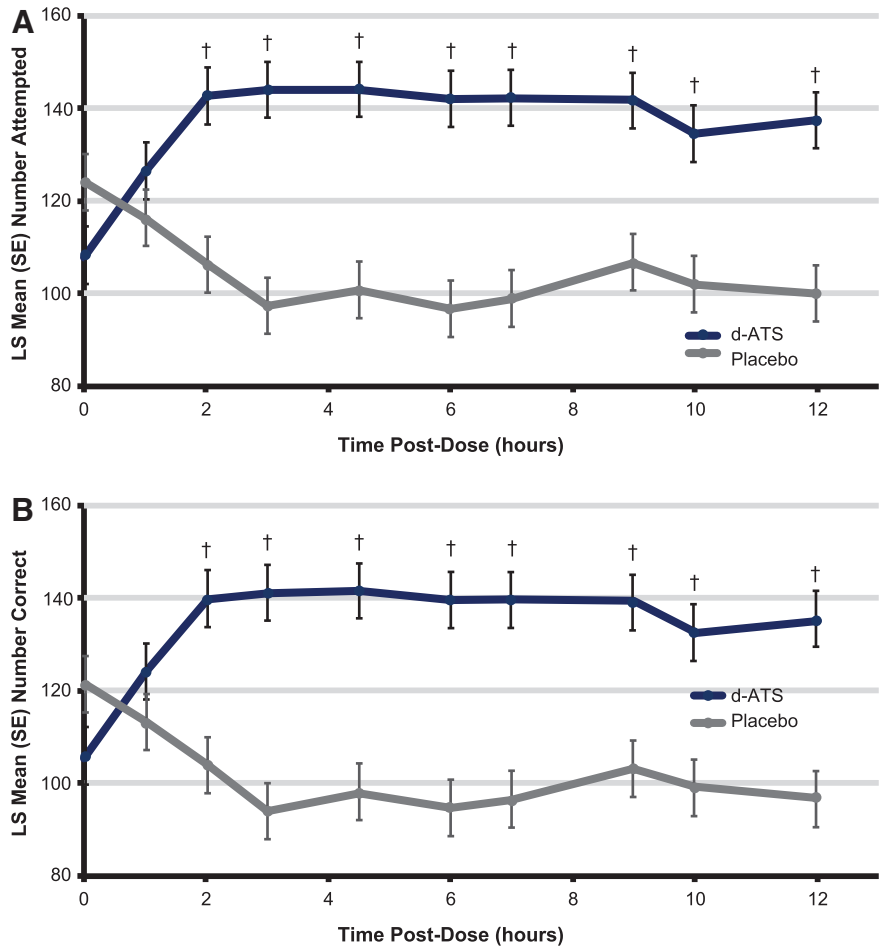 A
LS Mean (SE) Number Attempted
160
140
120
100
80
† † † † † † † †
d-ATS
Placebo
0 2 4 6 8 10 12
Time Post-Dose (hours)
B
LS Mean (SE) Number Correct
160
140
120
100
80
† † † † † † † †
d-ATS
Placebo
0 2 4 6 8 10 12
Time Post-Dose (hours)